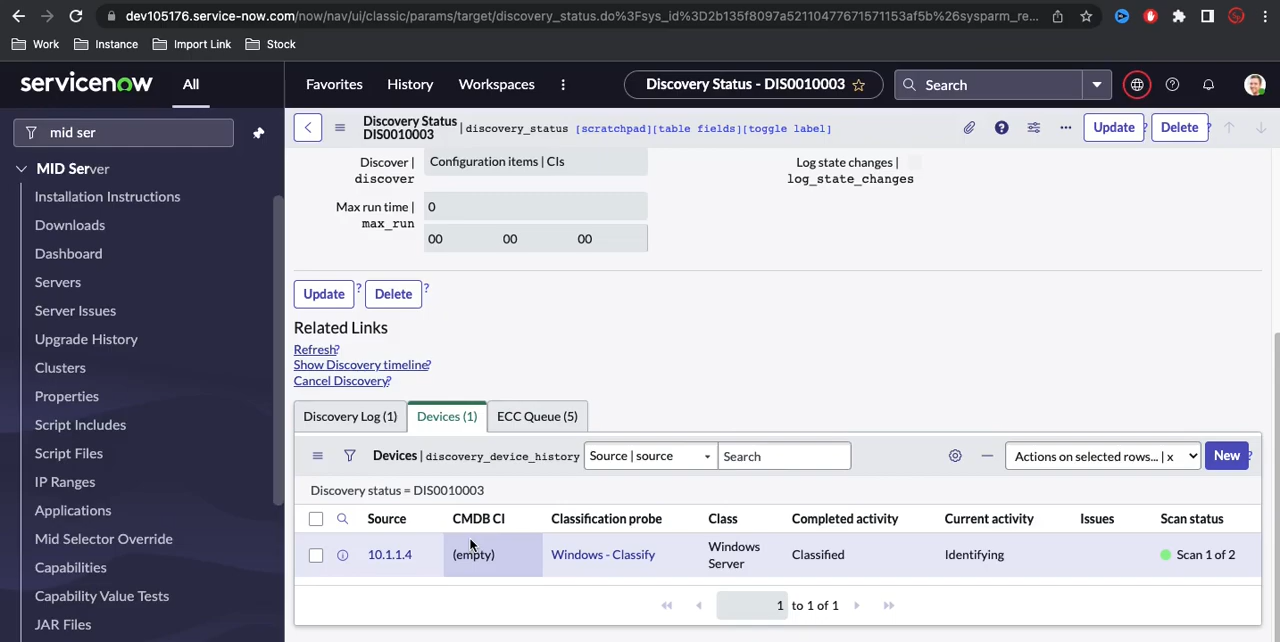 dev105176.service-now.com/now/nav/ui/classic/params/target/discovery_status.do%3Fsys_id%3D2b135f8097a52110477671571153af5b%26sysparm_re...
Work Instance Import Link Stock
servicenow All Favorites History Workspaces Discovery Status - DIS0010003 Search
mid ser
MID Server
Installation Instructions
Downloads
Dashboard
Servers
Server Issues
Upgrade History
Clusters
Properties
Script Includes
Script Files
IP Ranges
Applications
Mid Selector Override
Capabilities
Capability Value Tests
JAR Files
Discovery Status
DIS0010003 | discovery_status [scratchpad][table fields][toggle label] Update ? Delete ?
Discover | Configuration items | CIs Log state changes |
discover log_state_changes
Max run time | 0
max_run
00 00 00
Update ? Delete ?
Related Links
Refresh?
Show Discovery timeline?
Cancel Discovery?
Discovery Log (1) Devices (1) ECC Queue (5)
Devices | discovery_device_history Source | source Search Actions on selected rows... | x New ?
Discovery status = DIS0010003
Source CMDB CI Classification probe Class Completed activity Current activity Issues Scan status
10.1.1.4 (empty) Windows - Classify Windows Server Classified Identifying Scan 1 of 2
1 to 1 of 1